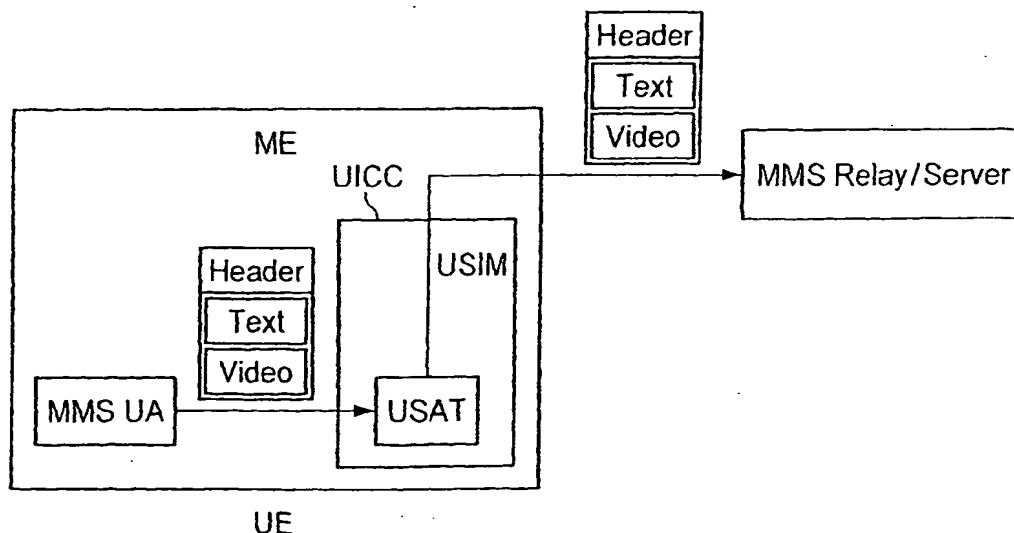 Header
Text
Video
ME
MMS Relay/Server
UICC
USIM
Header
Text
Video
MMS UA
USAT
UE